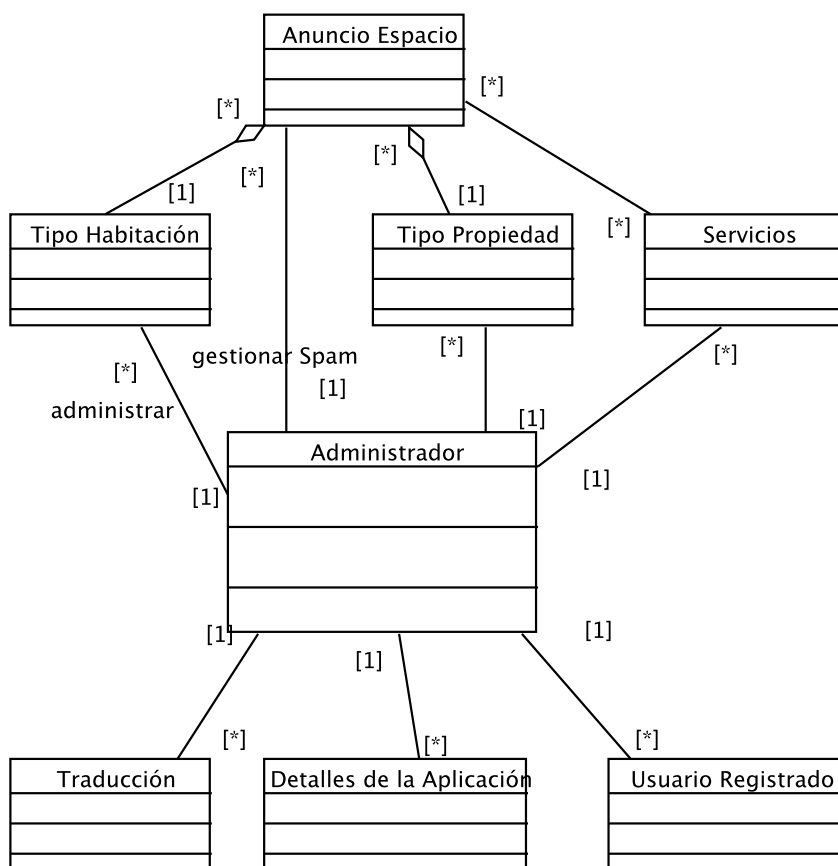 Anuncio Espacio
[*]
[*]
[*]
[*]
[1]
[1]
[*]
Tipo Habitación
Tipo Propiedad
Servicios
[*]
gestionar Spam
[*]
[*]
[1]
administrar
[1]
Administrador
[1]
[1]
[1]
[1]
[1]
[*]
[*]
[*]
Traducción
Detalles de la Aplicación
Usuario Registrado